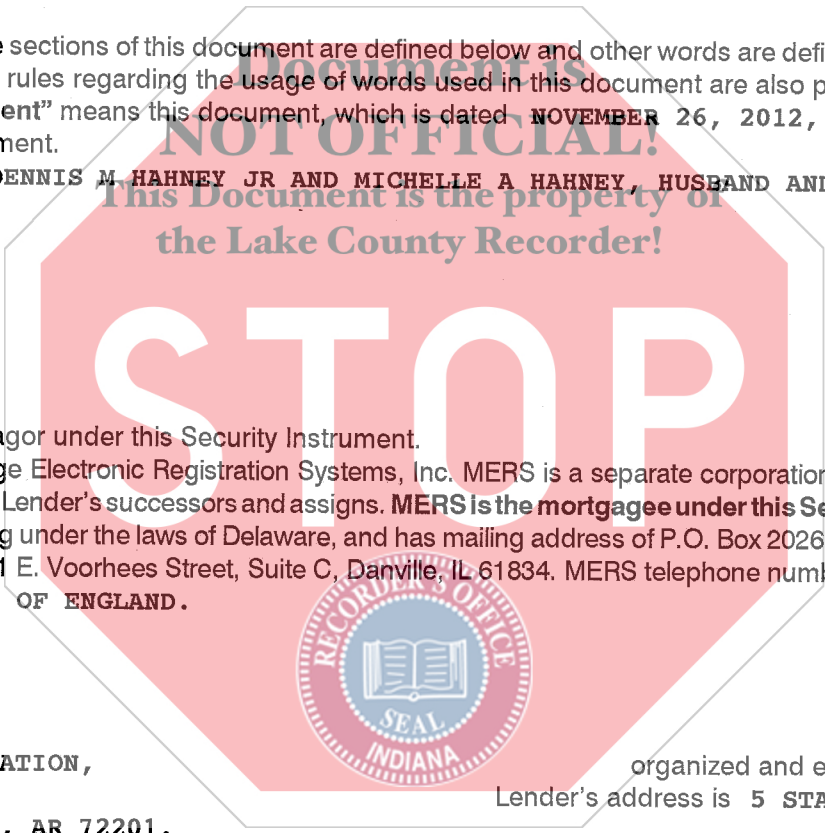 sections of this document are defined below and other words are defi
Document is
rules regarding the usage of words used in this document are also p
ent” means this document, which is dated NOVEMBER 26, 2012,
NOT OFFICIAL!
ment.
DENNIS M HAHNEY JR AND MICHELLE A HAHNEY, HUSBAND AND
This Document is the property of
the Lake County Recorder!
STOP
agor under this Security Instrument.
ge Electronic Registration Systems, Inc. MERS is a separate corporation
Lender’s successors and assigns. MERS is the mortgagee under this Se
g under the laws of Delaware, and has mailing address of P.O. Box 2026
1 E. Voorhees Street, Suite C, Danville, IL 61834. MERS telephone numb
OF ENGLAND.
RECORDER'S OFFICE
SEAL
INDIANA
ATION, organized and e
Lender’s address is 5 STA
, AR 72201.